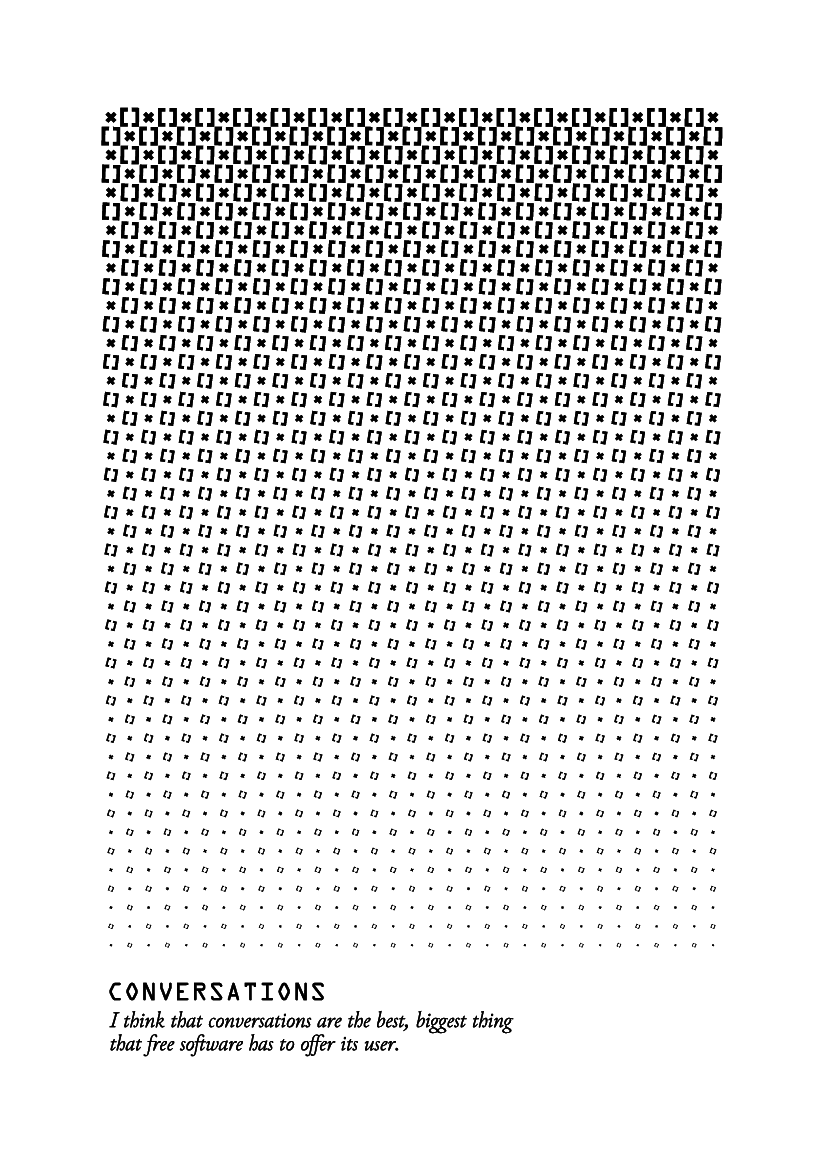 CONVERSATIONS
I think that conversations are the best, biggest thing
that free software has to offer its user.